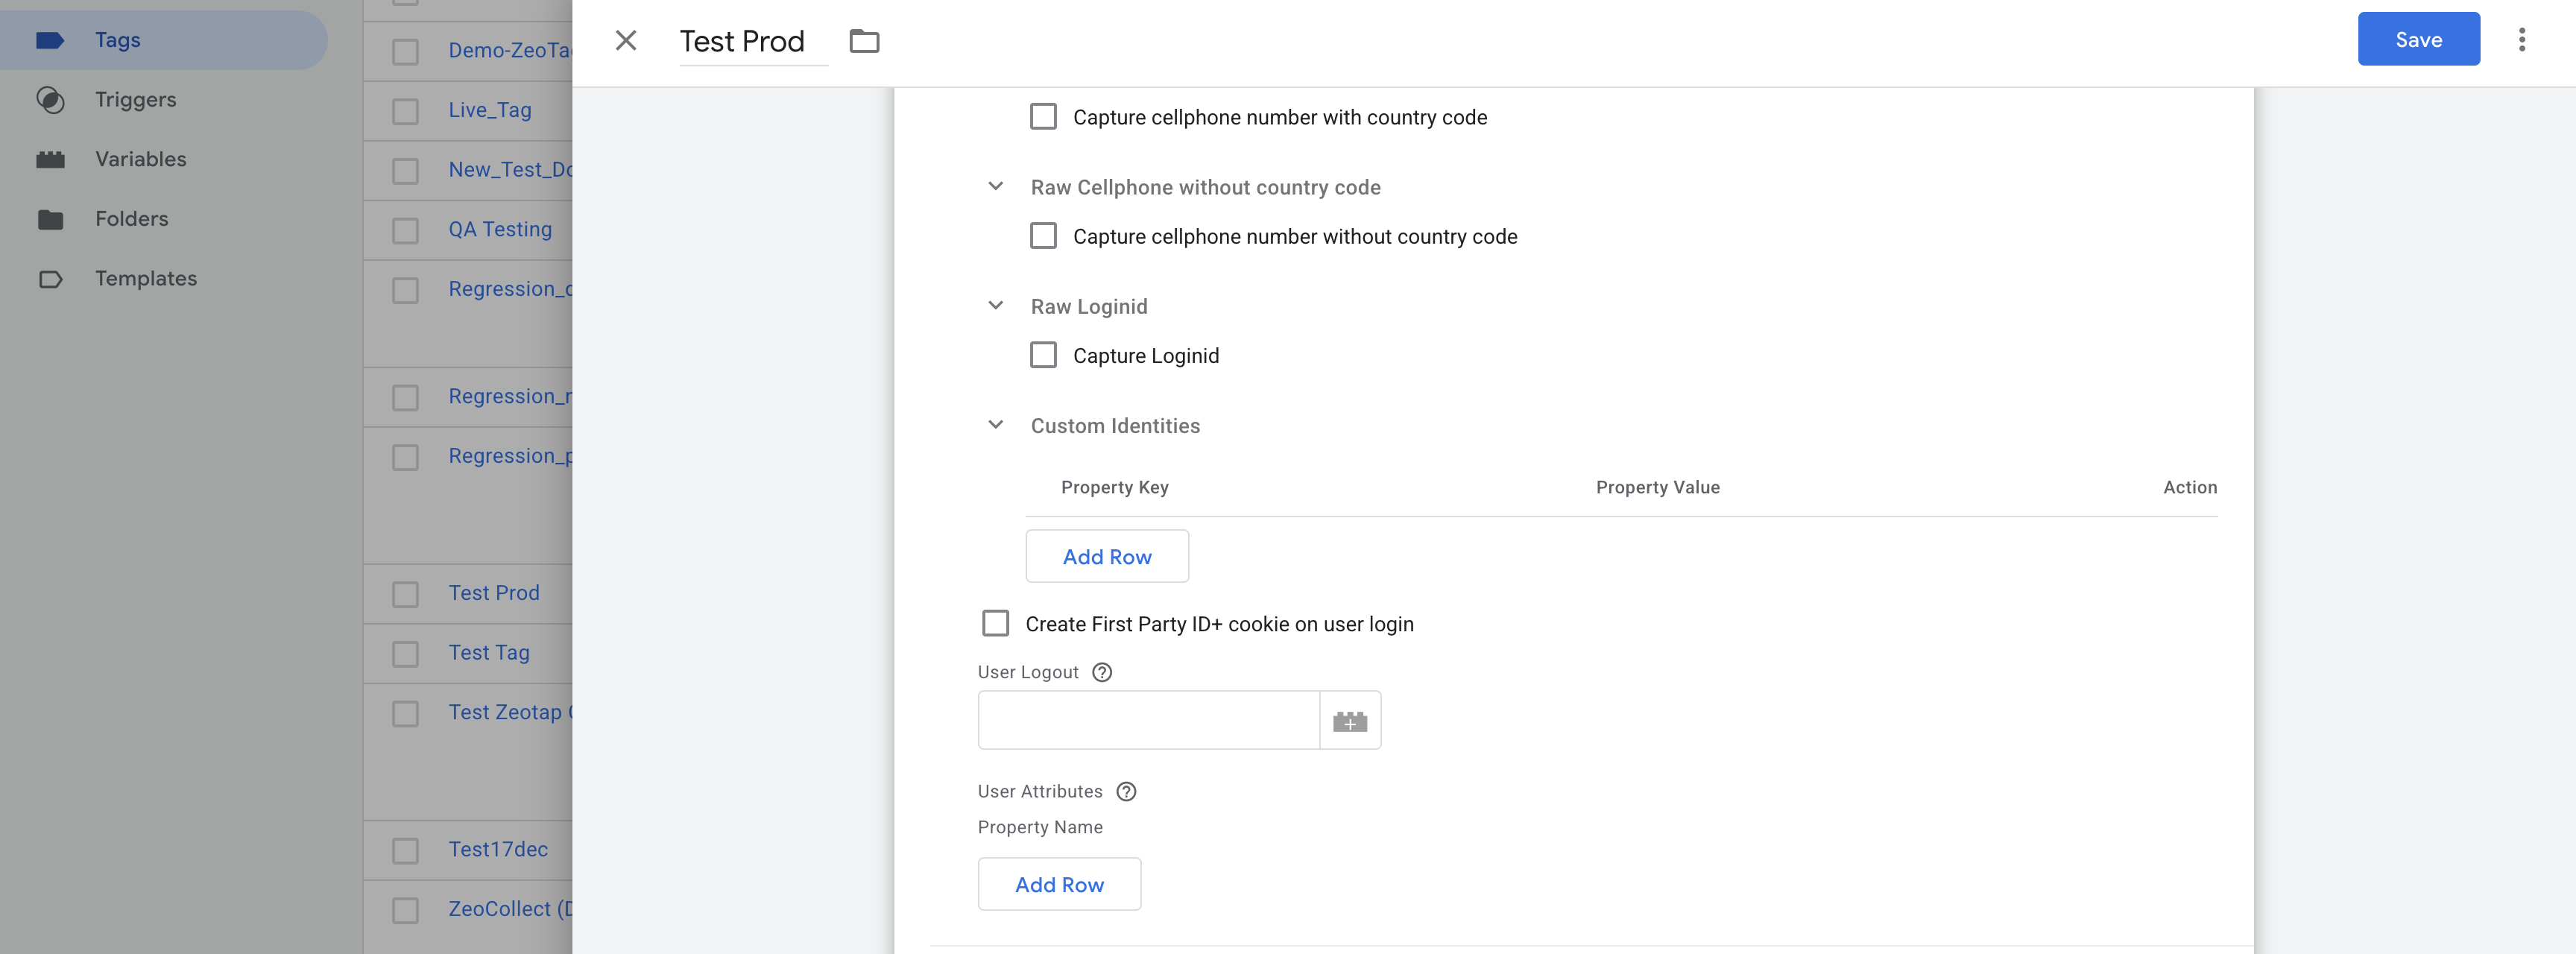 Tags
Triggers
Variables
Folders
Templates
Demo-ZeoTa
Live_Tag
New_Test_Do
QA Testing
Regression_c
Regression_r
Regression_p
Test Prod
Test Tag
Test Zeotap
Test17dec
ZeoCollect (D
Test Prod
Save
Capture cellphone number with country code
Raw Cellphone without country code
Capture cellphone number without country code
Raw Loginid
Capture Loginid
Custom Identities
Property Key Property Value Action
Add Row
Create First Party ID+ cookie on user login
User Logout
User Attributes
Property Name
Add Row